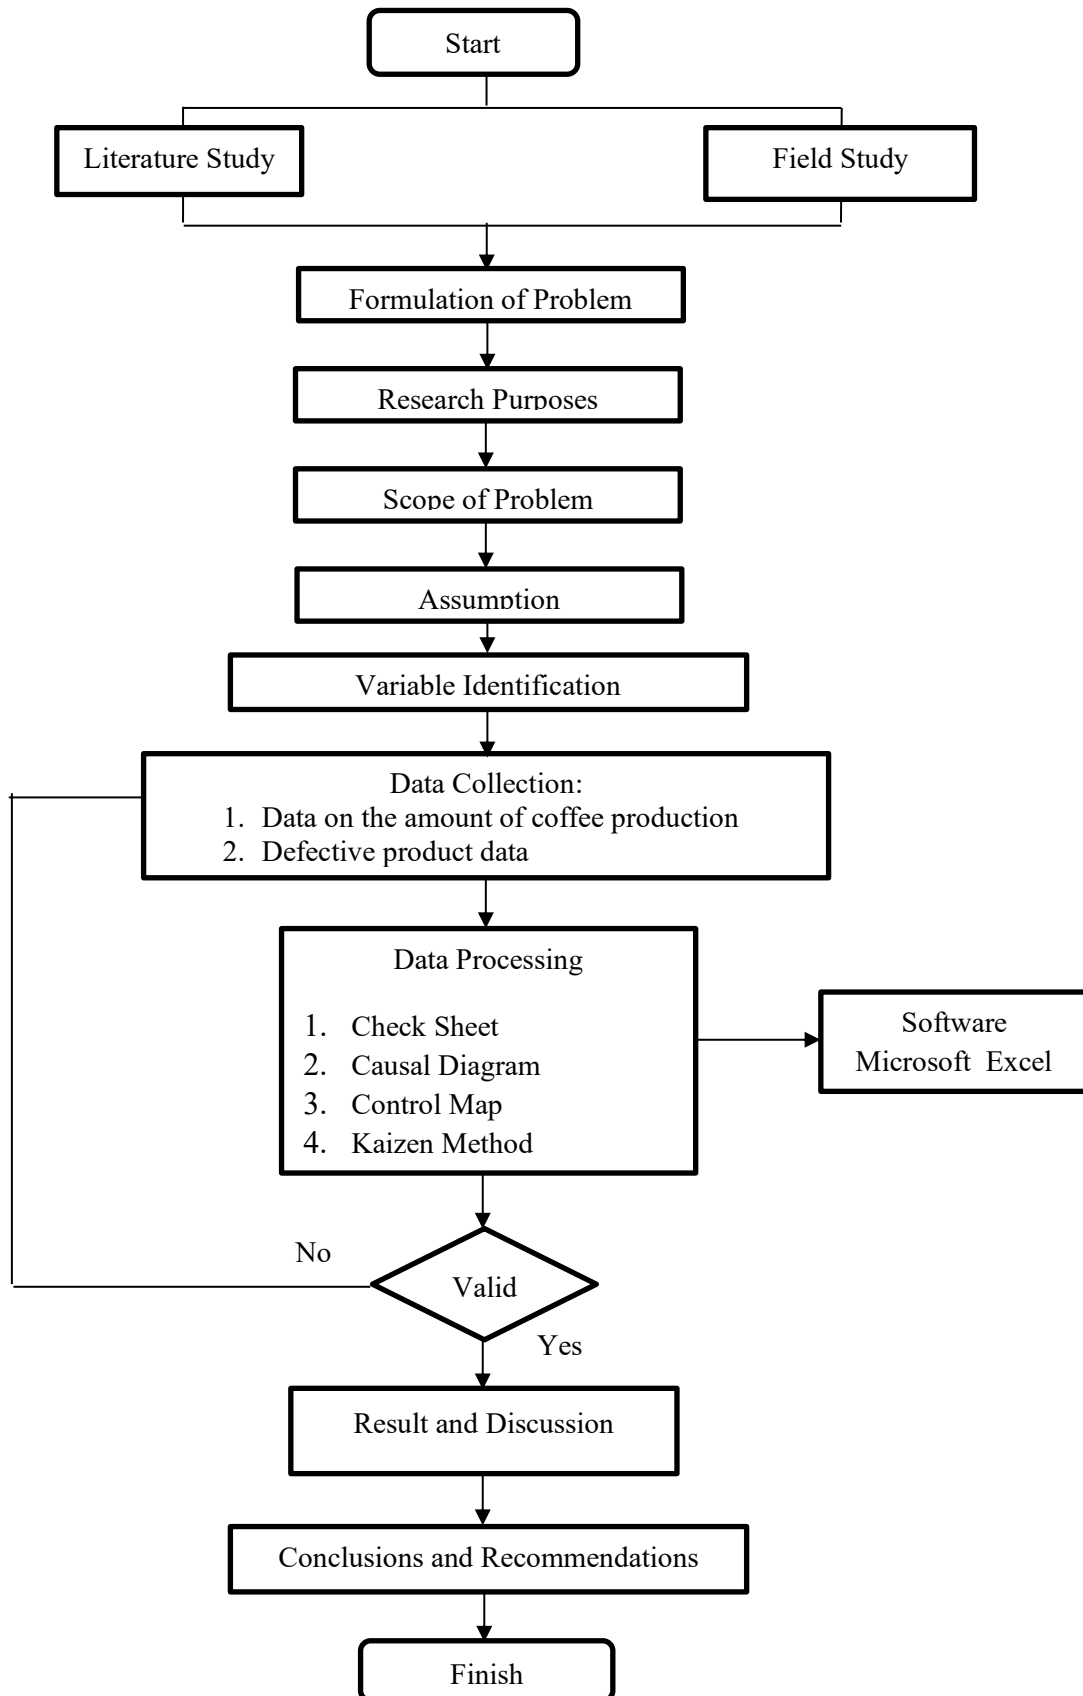 Start
Literature Study
Field Study
Formulation of Problem
Research Purposes
Scope of Problem
Assumption
Variable Identification
Data Collection:
1. Data on the amount of coffee production
2. Defective product data
Data Processing
1. Check Sheet
2. Causal Diagram
3. Control Map
4. Kaizen Method
Software
Microsoft Excel
No
Valid
Yes
Result and Discussion
Conclusions and Recommendations
Finish